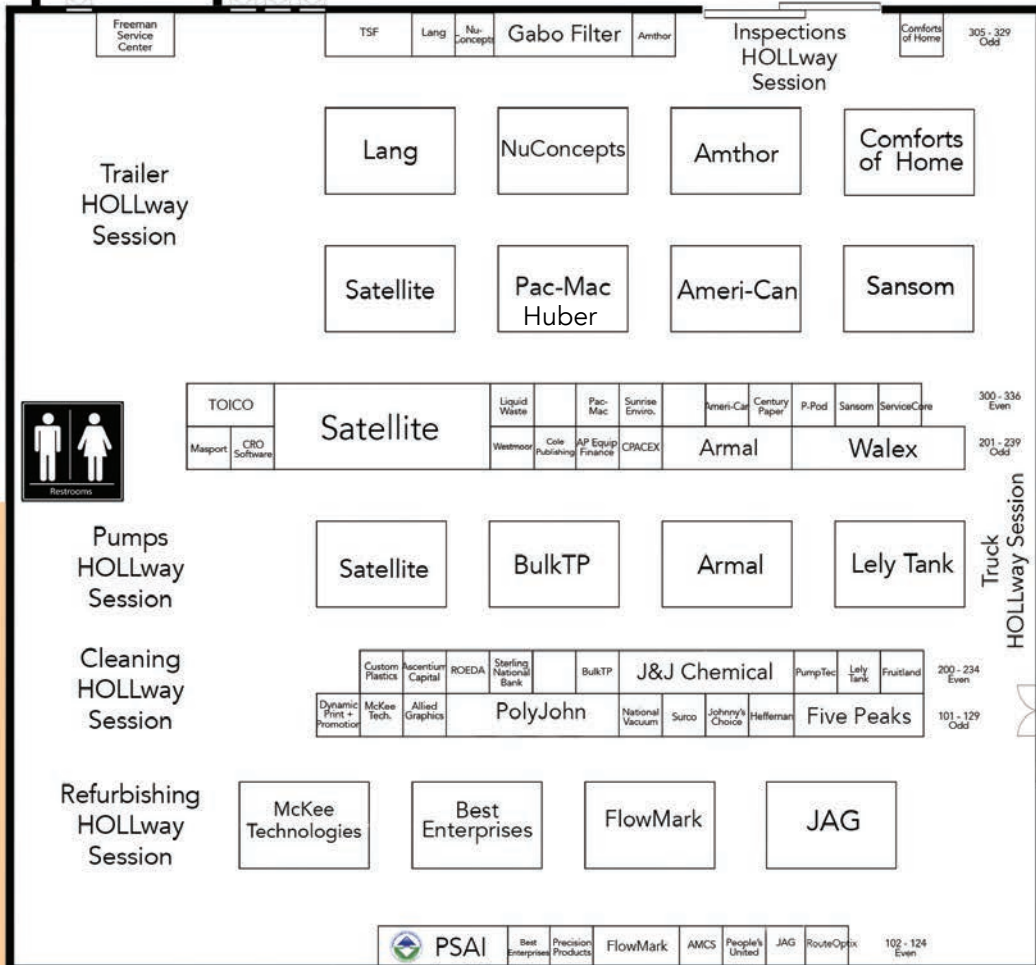 Freeman
Service
Center
TSF
Lang
Nu-
Concepts
Gabo Filter
Amthor
Inspections
HOLLway
Session
Comforts
of Home
305 - 329
Odd
Trailer
HOLLway
Session
Lang
NuConcepts
Amthor
Comforts
of Home
Satellite
Pac-Mac
Huber
Ameri-Can
Sansom
TOICO
Satellite
Liquid
Waste
Pac-
Mac
Sunrise
Enviro.
Ameri-Can
Century
Paper
P-Pod
Sansom
ServiceCore
300 - 336
Even
Masport
CRO
Software
Westmoor
Cole
Publishing
AP Equip
Finance
CPACEX
Armal
Walex
201 - 239
Odd
Restrooms
Pumps
HOLLway
Session
Satellite
BulkTP
Armal
Lely Tank
Truck
HOLLway Session
Cleaning
HOLLway
Session
Custom
Plastics
Ascentium
Capital
ROEDA
Sterling
National
Bank
BulkTP
J&J Chemical
PumpTec
Lely
Tank
Fruitland
200 - 234
Even
Dynamic
Print +
Promotion
McKee
Tech.
Allied
Graphics
PolyJohn
National
Vacuum
Surco
Johnny's
Choice
Heffernan
Five Peaks
101 - 129
Odd
Refurbishing
HOLLway
Session
McKee
Technologies
Best
Enterprises
FlowMark
JAG
PSAI
Best
Enterprises
Precision
Products
FlowMark
AMCS
People's
United
JAG
RouteOptix
102 - 124
Even